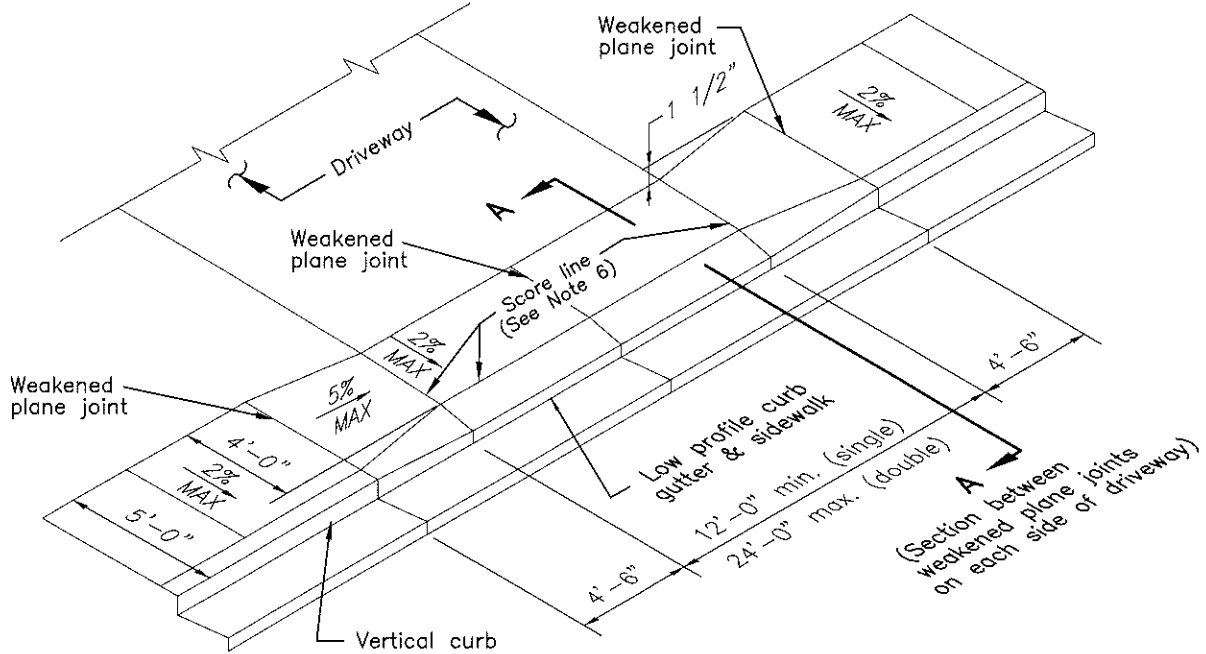 Weakened
plane joint
1 1/2"
2%
MAX
Driveway
A
Weakened
plane joint
Score line
(See Note 6)
2%
MAX
Weakened
plane joint
5%
MAX
4'-0"
2%
MAX
5'-0"
4'-6"
Low profile curb
gutter & sidewalk
12'-0" min. (single)
24'-0" max. (double)
A
(Section between
weakened plane joints
on each side of driveway)
4'-6"
Vertical curb